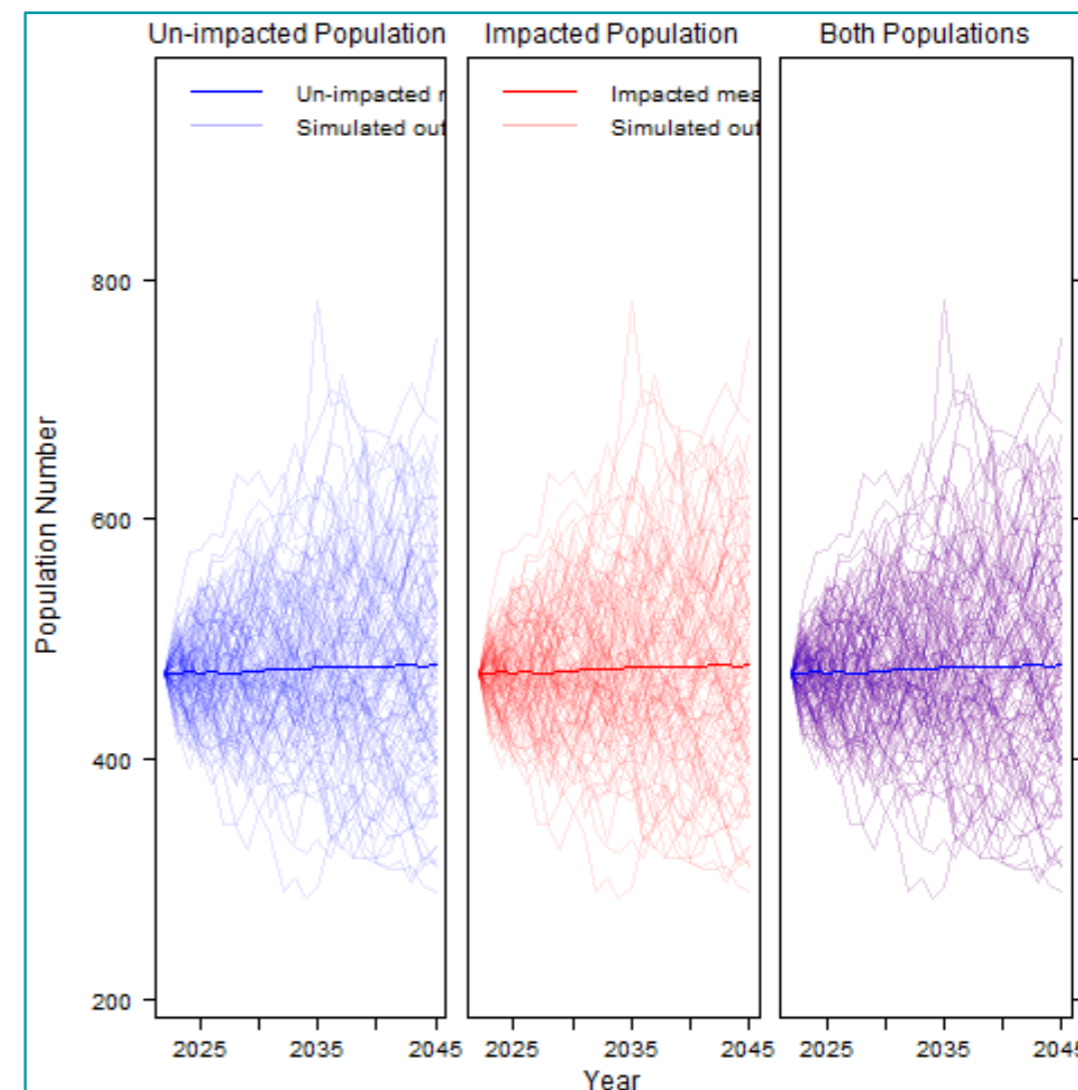 Un-impacted Population
Impacted Population
Both Populations
Un-impacted
Simulated
Impacted
Simulated
Population Number
800
600
400
200
2025
2035
2045
2025
2035
2045
2025
2035
Year